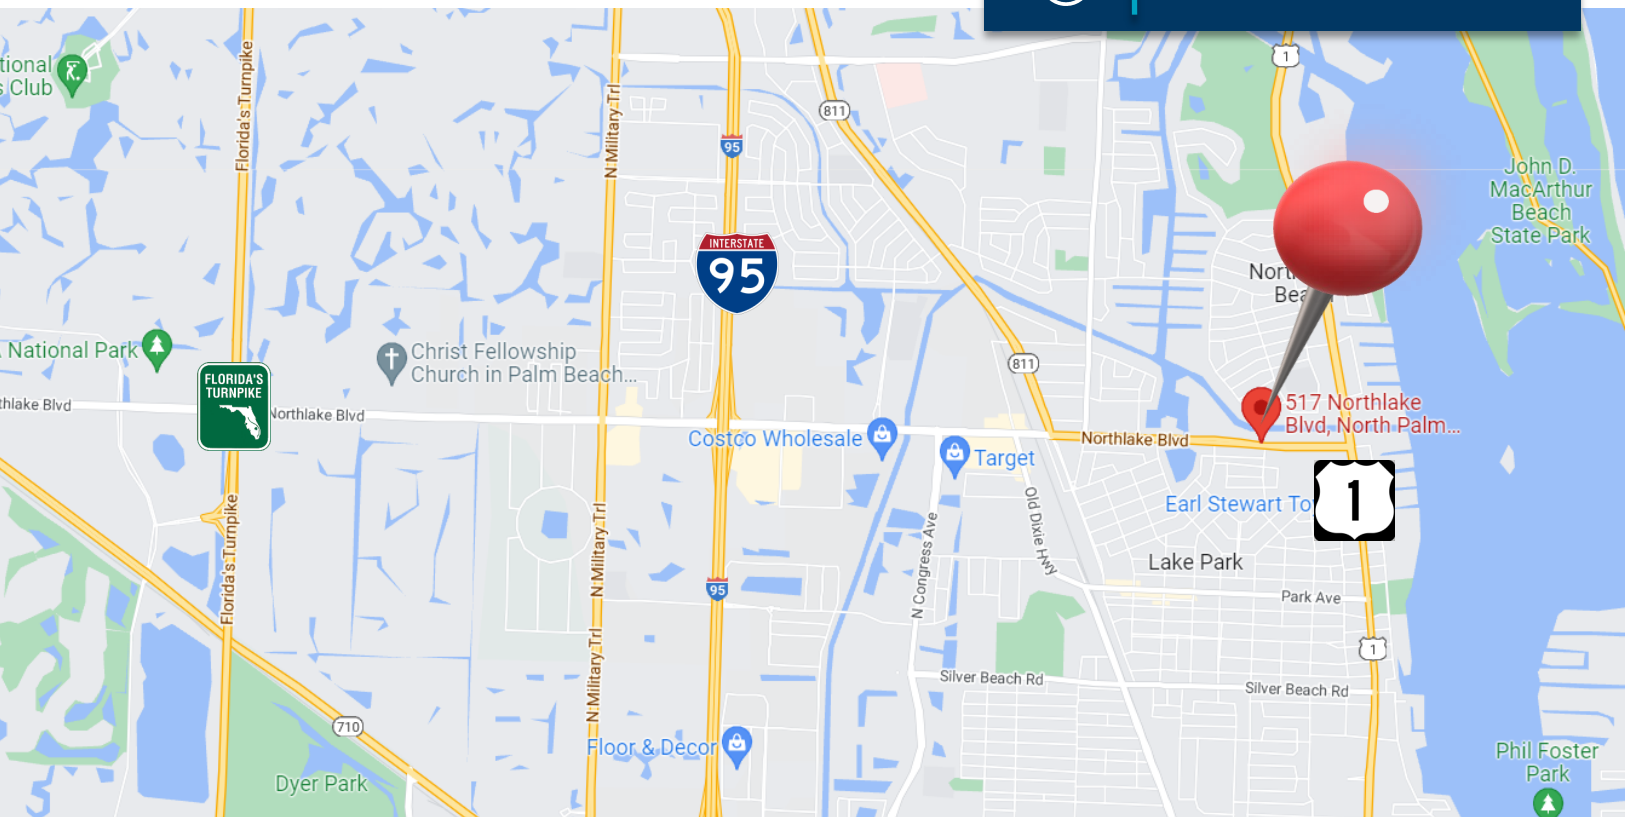 tional
s Club
Florida's Turnpike
N Military Trl
95
811
1
John D.
MacArthur
Beach
State Park
INTERSTATE
95
Nort
Bea
National Park
Christ Fellowship
Church in Palm Beach...
811
FLORIDA'S
TURNPIKE
thlake Blvd
Northlake Blvd
517 Northlake
Blvd, North Palm...
Costco Wholesale
Northlake Blvd
Target
Earl Stewart To
1
Old Dixie Hwy
N Congress Ave
Florida's Turnpike
N Military Trl
Lake Park
95
Park Ave
1
N Military Trl
Silver Beach Rd
Silver Beach Rd
710
Floor & Decor
Phil Foster
Park
Dyer Park